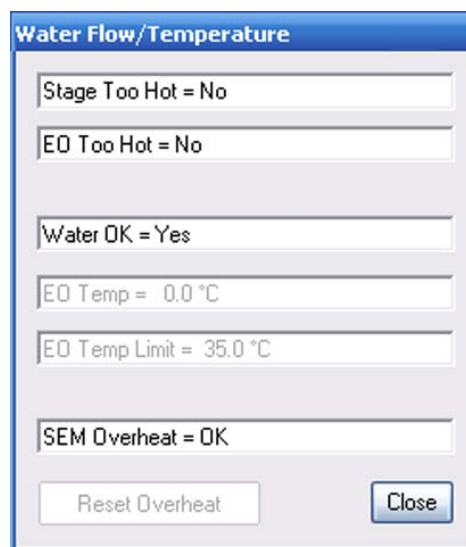 Water Flow/Temperature
Stage Too Hot = No
EO Too Hot = No
Water OK = Yes
EO Temp =  0.0 °C
EO Temp Limit =  35.0 °C
SEM Overheat = OK
Reset Overheat
Close